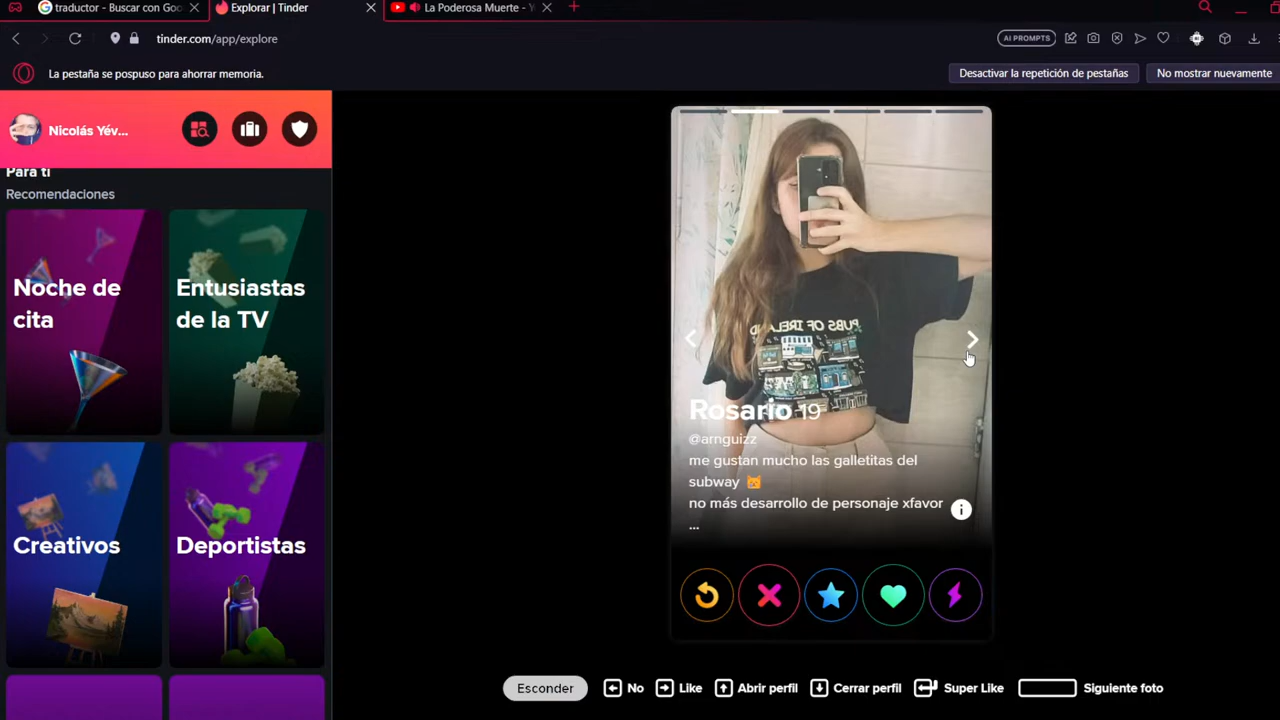 traductor - Buscar con Goo
Explorar | Tinder
La Poderosa Muerte - Y
tinder.com/app/explore
AI PROMPTS
La pestaña se pospuso para ahorrar memoria.
Desactivar la repetición de pestañas
No mostrar nuevamente
Nicolás Yév...
Para ti
Recomendaciones
Noche de
cita
Entusiastas
de la TV
Creativos
Deportistas
PUBS OF IRELAND
Rosario 19
@arnguizz
me gustan mucho las galletitas del
subway
no más desarrollo de personaje xfavor
...
Esconder
No
Like
Abrir perfil
Cerrar perfil
Super Like
Siguiente foto